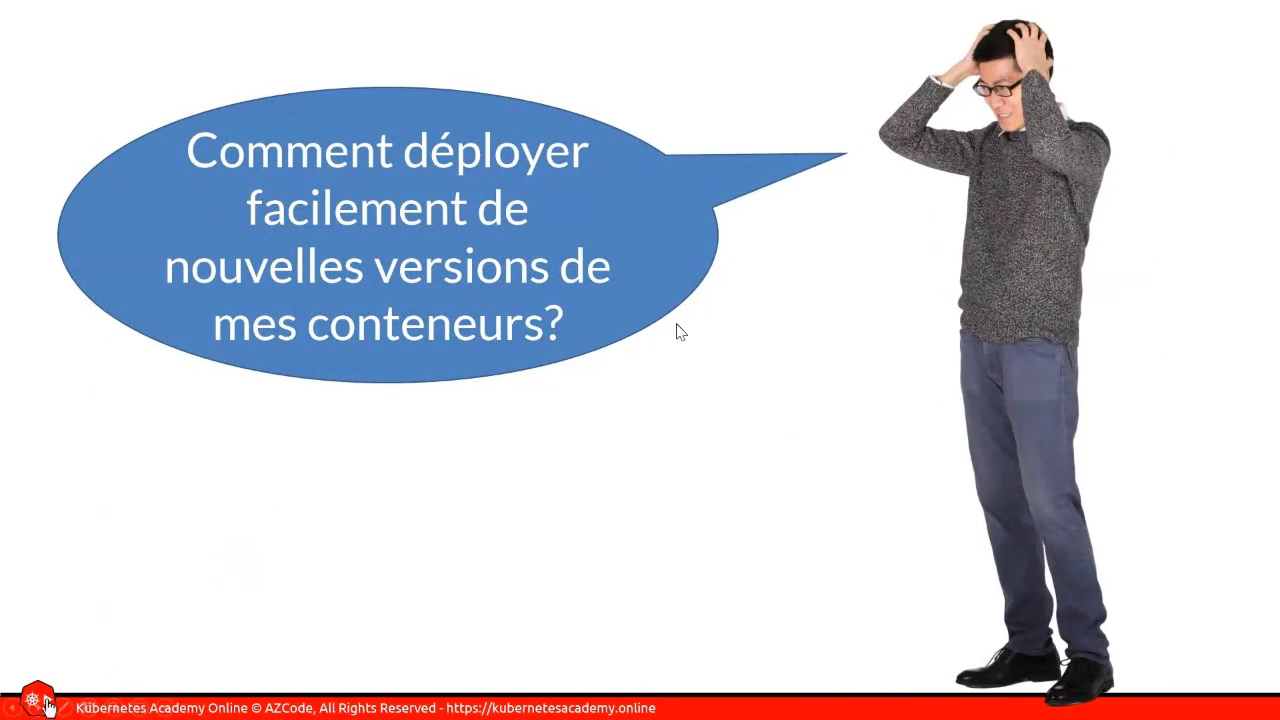 Comment déployer
facilement de
nouvelles versions de
mes conteneurs?
Kubernetes Academy Online © AZCode, All Rights Reserved - https://kubernetesacademy.online